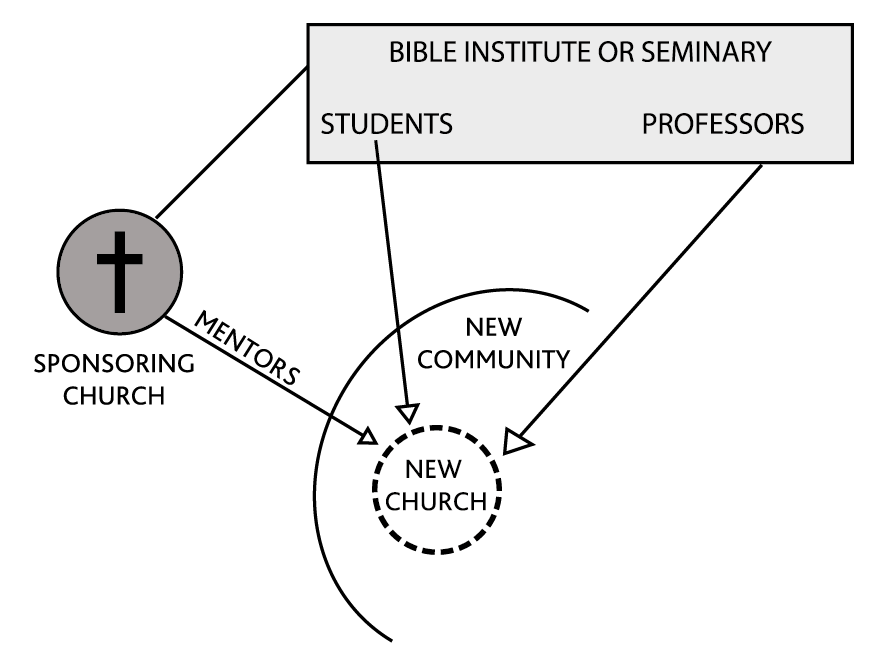 BIBLE INSTITUTE OR SEMINARY
STUDENTS
PROFESSORS
SPONSORING
CHURCH
MENTORS
NEW
COMMUNITY
NEW
CHURCH